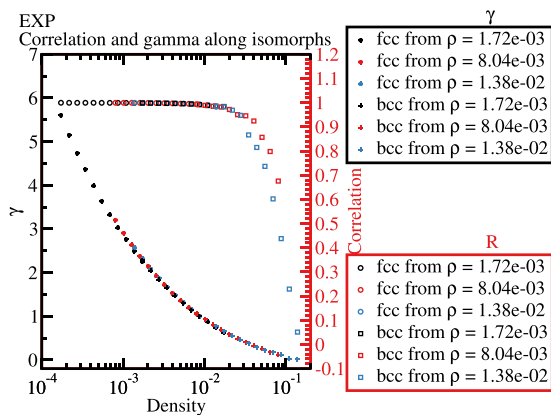 EXP
Correlation and gamma along isomorphs
7
6
5
4
3
2
1
0
γ
10-4
10-3
10-2
10-1
Density
1.2
1.1
1
0.9
0.8
0.7
0.6
0.5
0.4
0.3
0.2
0.1
0
-0.1
Correlation
γ
fcc from ρ = 1.72e-03
fcc from ρ = 8.04e-03
fcc from ρ = 1.38e-02
bcc from ρ = 1.72e-03
bcc from ρ = 8.04e-03
bcc from ρ = 1.38e-02
R
fcc from ρ = 1.72e-03
fcc from ρ = 8.04e-03
fcc from ρ = 1.38e-02
bcc from ρ = 1.72e-03
bcc from ρ = 8.04e-03
bcc from ρ = 1.38e-02